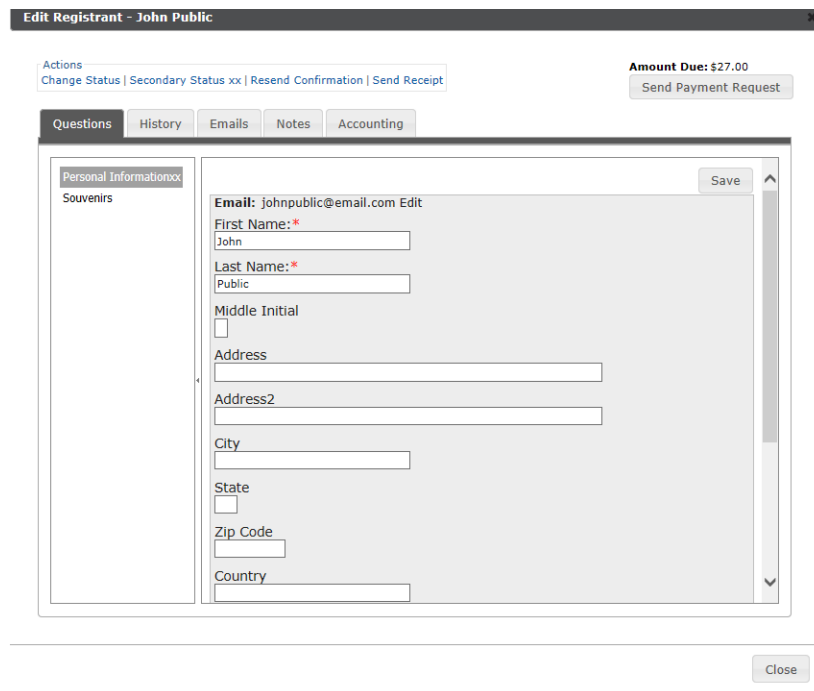 Edit Registrant - John Public
Actions
Change Status | Secondary Status xx | Resend Confirmation | Send Receipt
Amount Due: $27.00
Send Payment Request
Questions History Emails Notes Accounting
Personal Informationxx
Souvenirs
Save
Email: johnpublic@email.com Edit
First Name:*
John
Last Name:*
Public
Middle Initial
Address
Address2
City
State
Zip Code
Country
Close